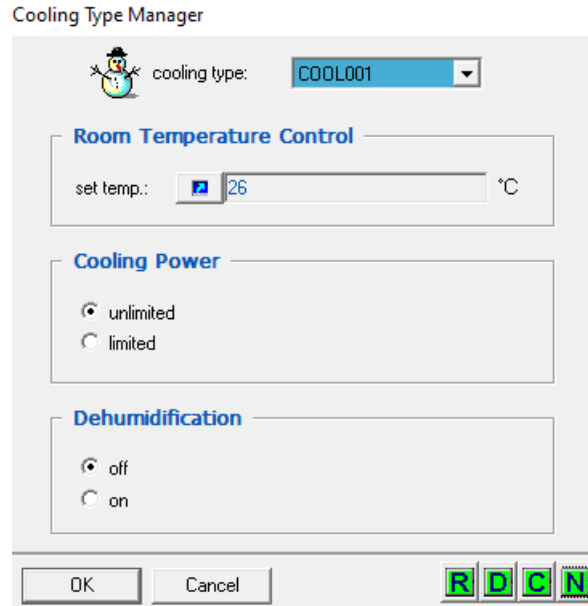 Cooling Type Manager
cooling type: COOL001
Room Temperature Control
set temp.: 26 °C
Cooling Power
unlimited
limited
Dehumidification
off
on
OK Cancel R D C N